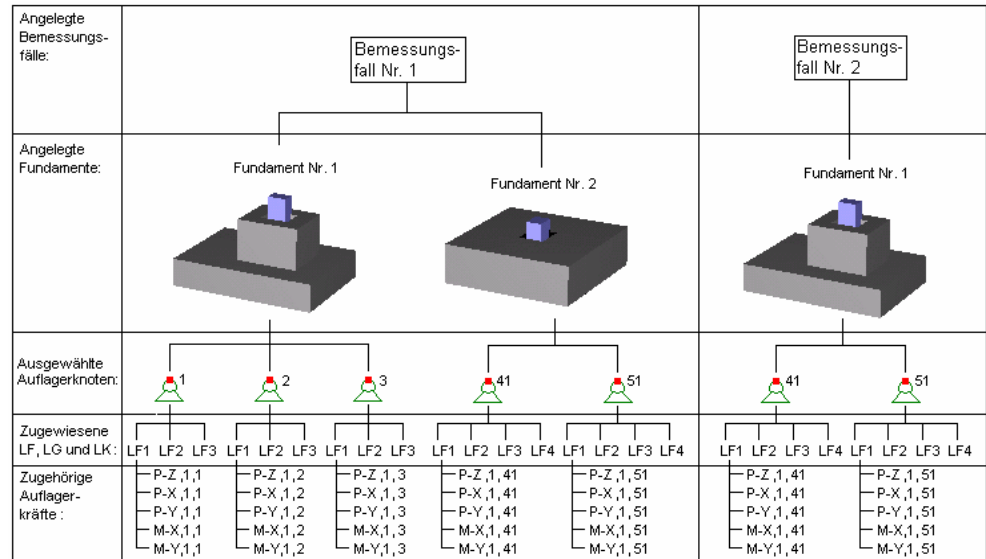 Angelegte
Bemessungs-
fälle:
Bemessungs-
fall Nr. 1
Bemessungs-
fall Nr. 2
Angelegte
Fundamente:
Fundament Nr. 1
Fundament Nr. 2
Fundament Nr. 1
Ausgewählte
Auflagerknoten:
1 2 3 41 51 41 51
Zugewiesene
LF, LG und LK:
LF1 LF2 LF3 LF1 LF2 LF3 LF1 LF2 LF3 LF1 LF2 LF3 LF4 LF1 LF2 LF3 LF4 LF1 LF2 LF3 LF4 LF1 LF2 LF3 LF4
Zugehörige
Auflager-
kräfte :
P-Z,1,1 P-Z,1,2 P-Z,1,3 P-Z,1,41 P-Z,1,51 P-Z,1,41 P-Z,1,51
P-X,1,1 P-X,1,2 P-X,1,3 P-X,1,41 P-X,1,51 P-X,1,41 P-X,1,51
P-Y,1,1 P-Y,1,2 P-Y,1,3 P-Y,1,41 P-Y,1,51 P-Y,1,41 P-Y,1,51
M-X,1,1 M-X,1,2 M-X,1,3 M-X,1,41 M-X,1,51 M-X,1,41 M-X,1,51
M-Y,1,1 M-Y,1,2 M-Y,1,3 M-Y,1,41 M-Y,1,51 M-Y,1,41 M-Y,1,51